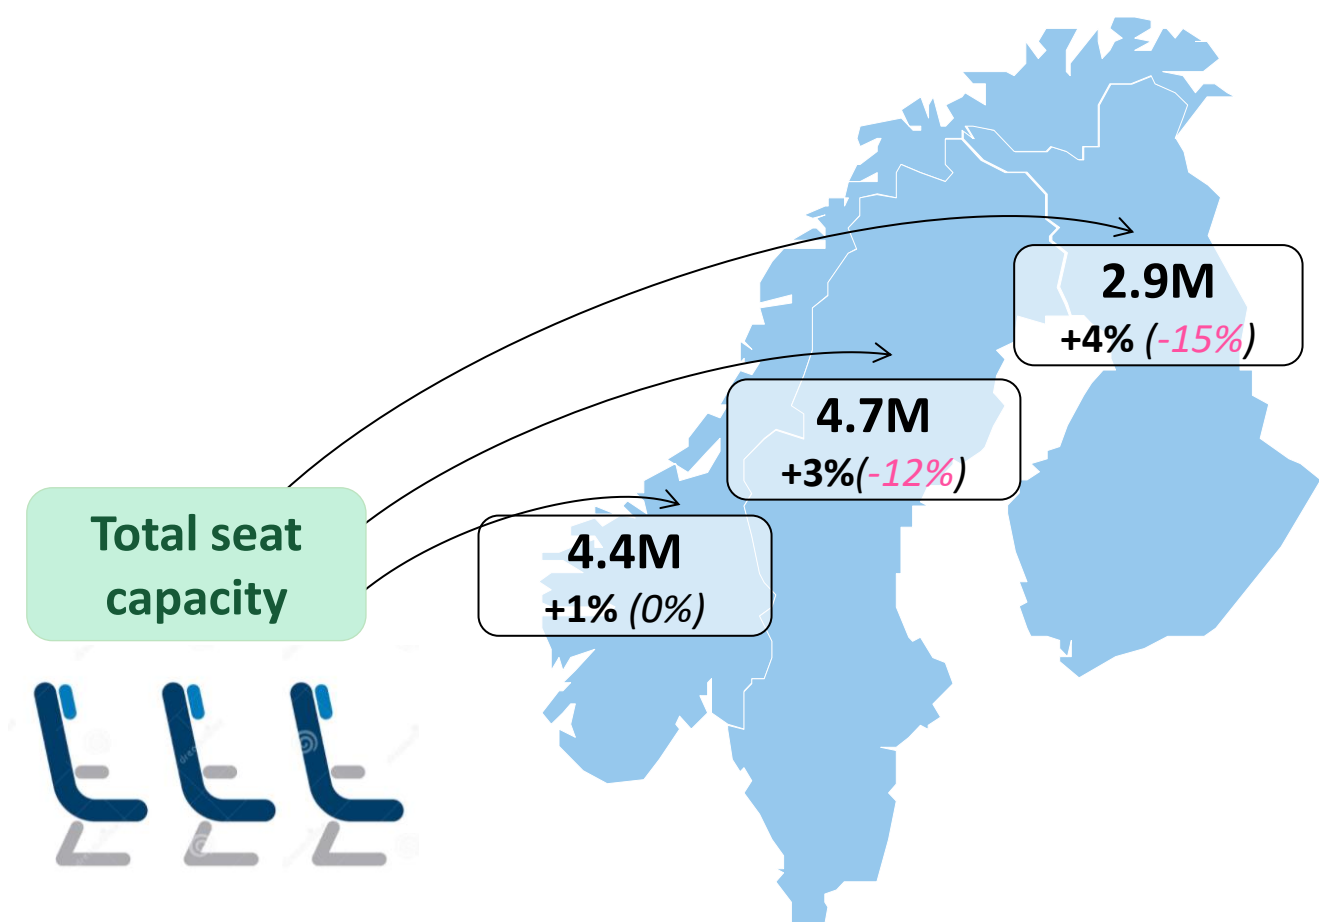 2.9M
+4% (-15%)
4.7M
+3%(-12%)
Total seat
capacity
4.4M
+1% (0%)